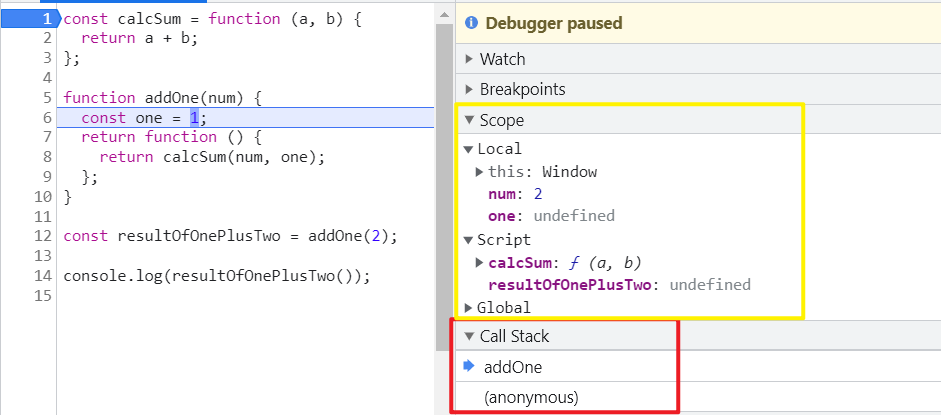 1 const calcSum = function (a, b) {
2   return a + b;
3 };
4
5 function addOne(num) {
6   const one = 1;
7   return function () {
8     return calcSum(num, one);
9   };
10 }
11
12 const resultOfOnePlusTwo = addOne(2);
13
14 console.log(resultOfOnePlusTwo());
15
Debugger paused
Watch
Breakpoints
Scope
Local
this: Window
num: 2
one: undefined
Script
calcSum: ƒ (a, b)
resultOfOnePlusTwo: undefined
Global
Call Stack
addOne
(anonymous)